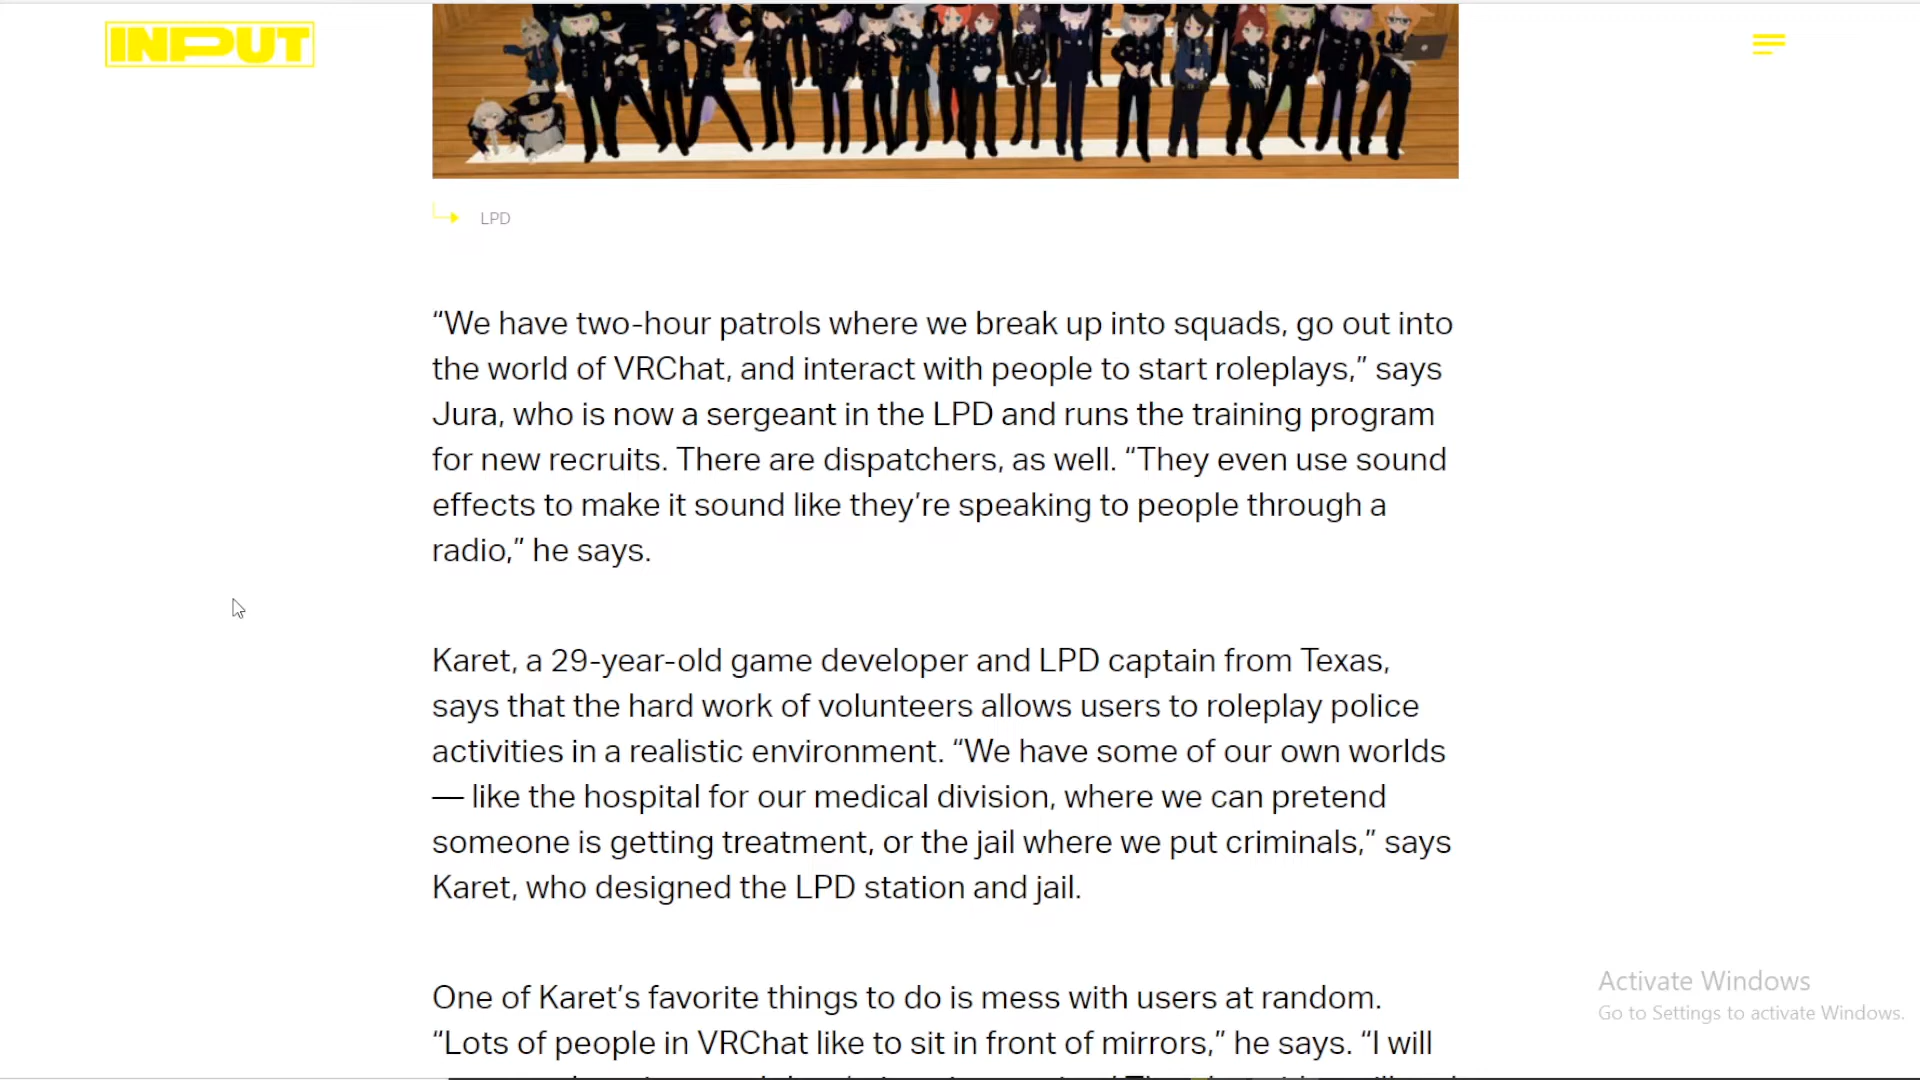 INPUT
LPD
“We have two-hour patrols where we break up into squads, go out into
the world of VRChat, and interact with people to start roleplays,” says
Jura, who is now a sergeant in the LPD and runs the training program
for new recruits. There are dispatchers, as well. “They even use sound
effects to make it sound like they’re speaking to people through a
radio,” he says.
Karet, a 29-year-old game developer and LPD captain from Texas,
says that the hard work of volunteers allows users to roleplay police
activities in a realistic environment. “We have some of our own worlds
— like the hospital for our medical division, where we can pretend
someone is getting treatment, or the jail where we put criminals,” says
Karet, who designed the LPD station and jail.
One of Karet’s favorite things to do is mess with users at random.
“Lots of people in VRChat like to sit in front of mirrors,” he says. “I will
Activate Windows
Go to Settings to activate Windows.